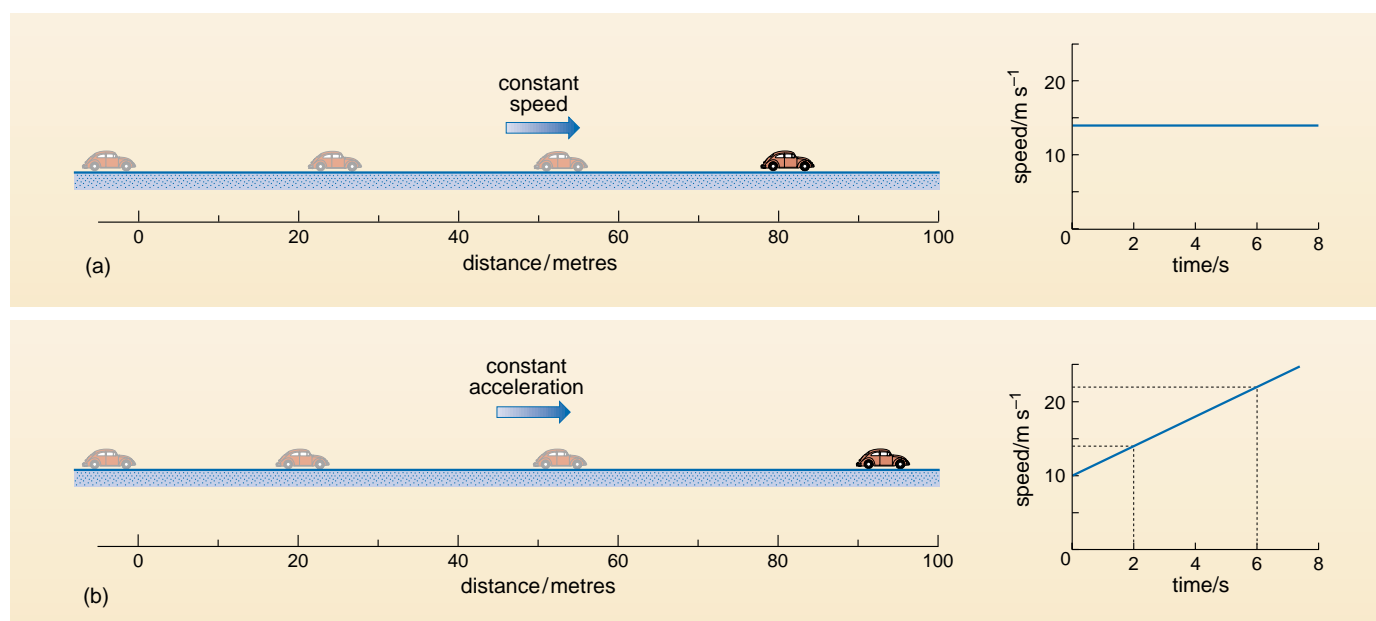 constant
speed
0 20 40 60 80 100
distance/metres
(a)
speed/m s⁻¹
20
10
0 2 4 6 8
time/s
constant
acceleration
0 20 40 60 80 100
distance/metres
(b)
speed/m s⁻¹
20
10
0 2 4 6 8
time/s